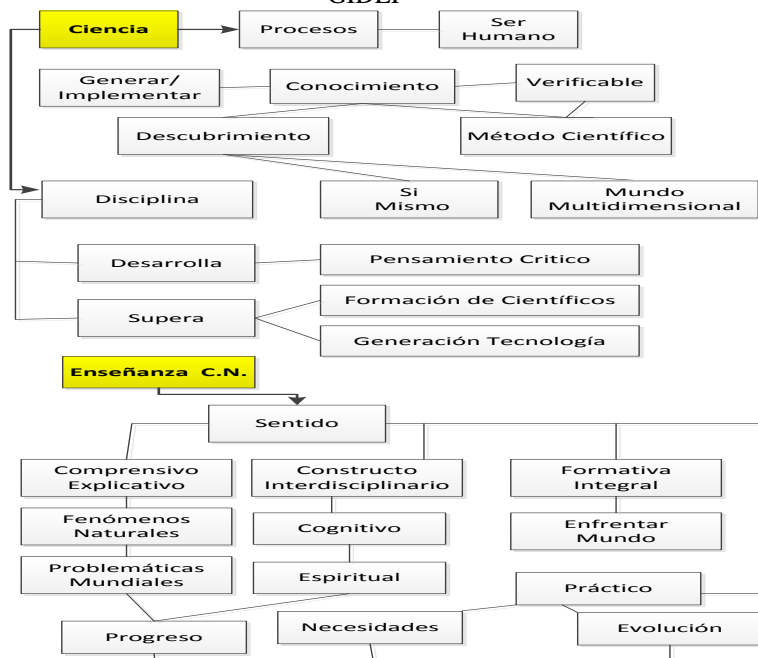 GIDEP
Ciencia
Procesos
Ser
Humano
Generar/
Implementar
Conocimiento
Verificable
Descubrimiento
Método Científico
Disciplina
Si
Mismo
Mundo
Multidimensional
Desarrolla
Pensamiento Critico
Supera
Formación de Científicos
Generación Tecnología
Enseñanza C.N.
Sentido
Comprensivo
Explicativo
Constructo
Interdisciplinario
Formativa
Integral
Fenómenos
Naturales
Cognitivo
Enfrentar
Mundo
Problemáticas
Mundiales
Espiritual
Práctico
Progreso
Necesidades
Evolución